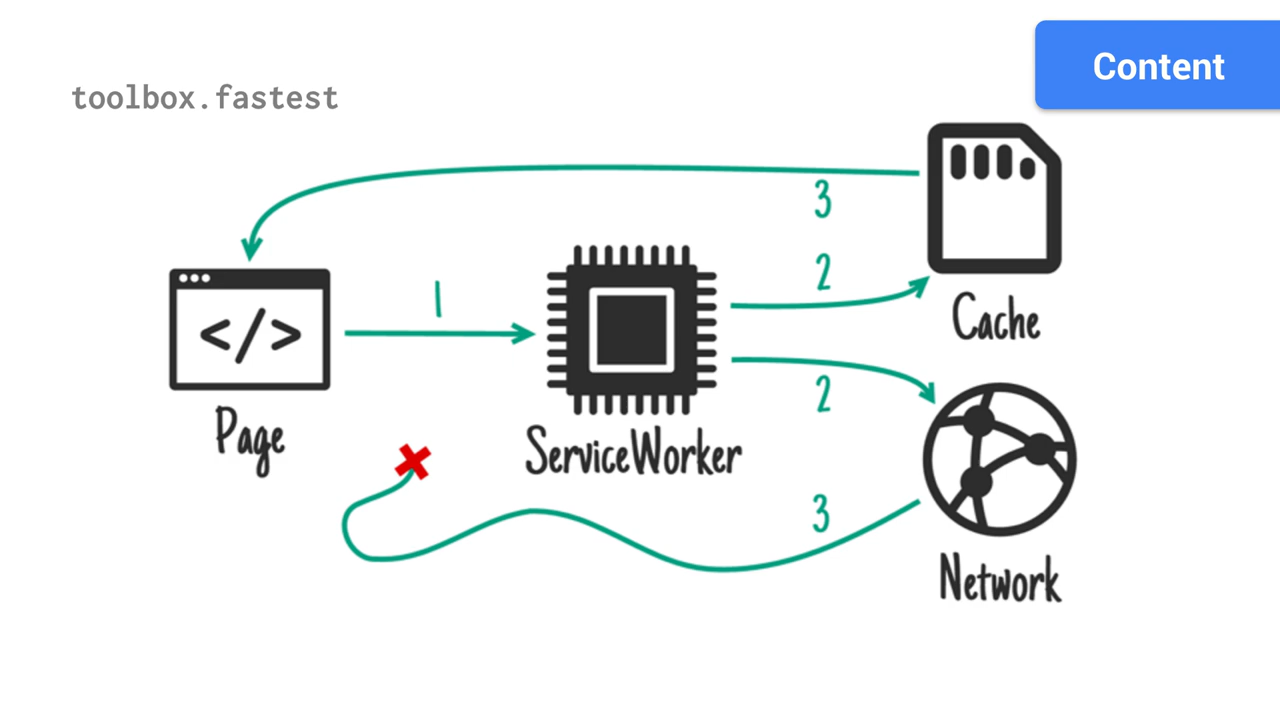 Content
toolbox.fastest
3
2
Cache
1
</>
2
Page
ServiceWorker
3
Network